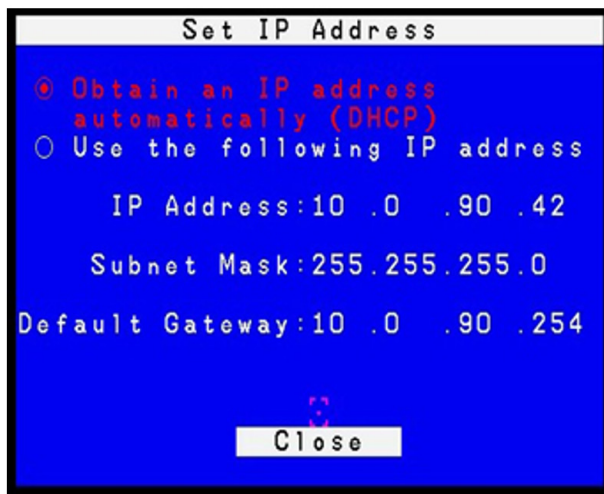 Set IP Address
Obtain an IP address
automatically (DHCP)
Use the following IP address
IP Address:10 .0 .90 .42
Subnet Mask:255.255.255.0
Default Gateway:10 .0 .90 .254
Close